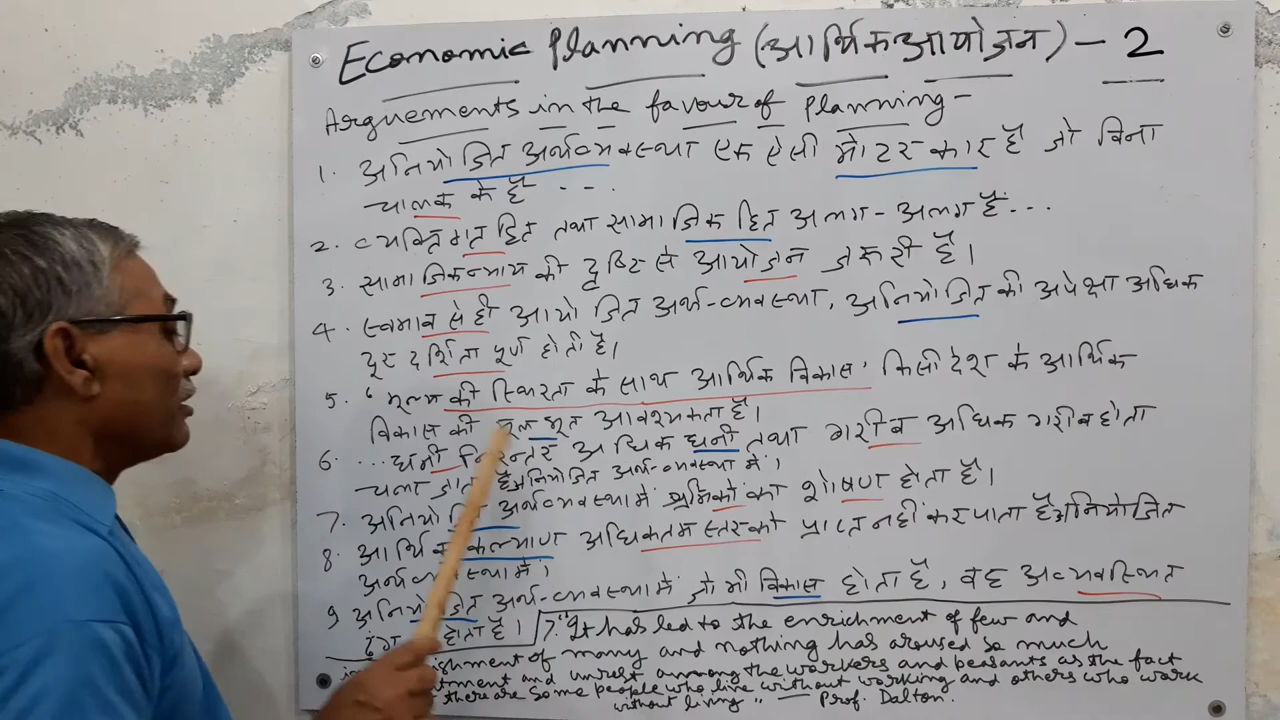 Economic Planning (आर्थिक आयोजन) - 2
Arguements in the favour of Planning -
1. अनियोजित अर्थव्यवस्था एक ऐसी मोटर कार है जो बिना
चालक के है ...
2. व्यक्तिगत हित तथा सामाजिक हित अलग-अलग है...
3. सामाजिक न्याय की दृष्टि से आयोजन जरूरी है।
4. स्वभाव से ही आयोजित अर्थ-व्यवस्था, अनियोजित की अपेक्षा अधिक
दूरदर्शिता पूर्ण होती है।
5. 'मूल्य की स्थिरता के साथ आर्थिक विकास' किसी देश के आर्थिक
विकास की मूलभूत आवश्यकता है।
6. ...धनी निरन्तर अधिक धनी तथा गरीब अधिक गरीब होता
चला जाता है अनियोजित अर्थ-व्यवस्था में।
7. अनियोजित अर्थव्यवस्था में श्रमिकों का शोषण होता है।
8. आर्थिक कल्याण अधिकतम स्तर को प्राप्त नहीं कर पाता है अनियोजित
अर्थव्यवस्था में।
9 अनियोजित अर्थ-व्यवस्था में जो भी विकास होता है, वह अव्यवस्थित
ढंग होता है।
7. "It has led to the enrichment of few and
ishment of many and nothing has aroused so much
tment and unrest among the workers and peasants as the fact
there are some people who live without working and others who work
without living" — Prof. Dalton.